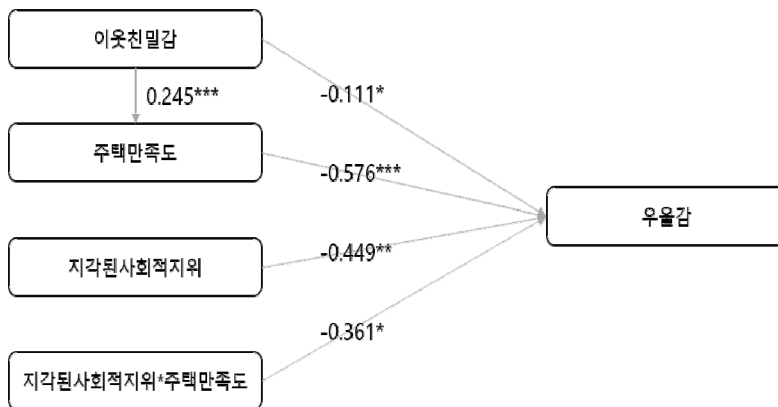 이웃친밀감
0.245***
-0.111*
주택만족도
-0.576***
우울감
지각된사회적지위
-0.449**
-0.361*
지각된사회적지위*주택만족도